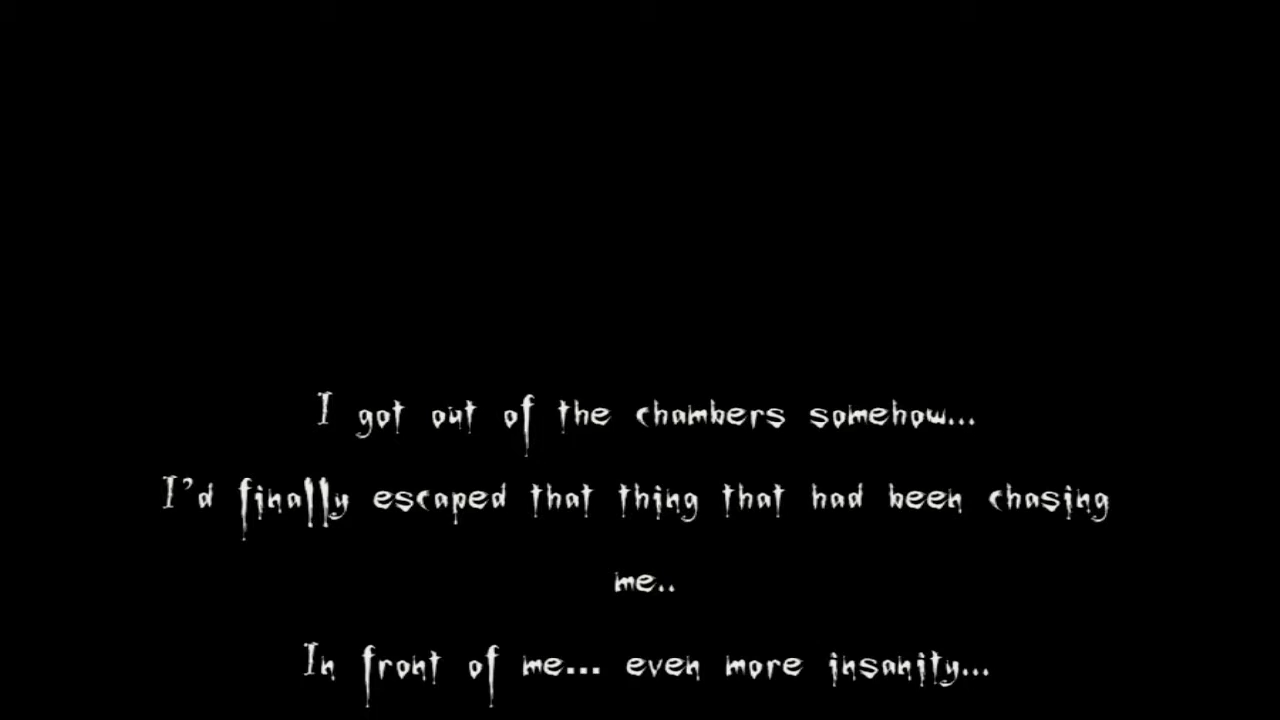 I got out of the chambers somehow...
I'd finally escaped that thing that had been chasing
me..
In front of me... even more insanity...